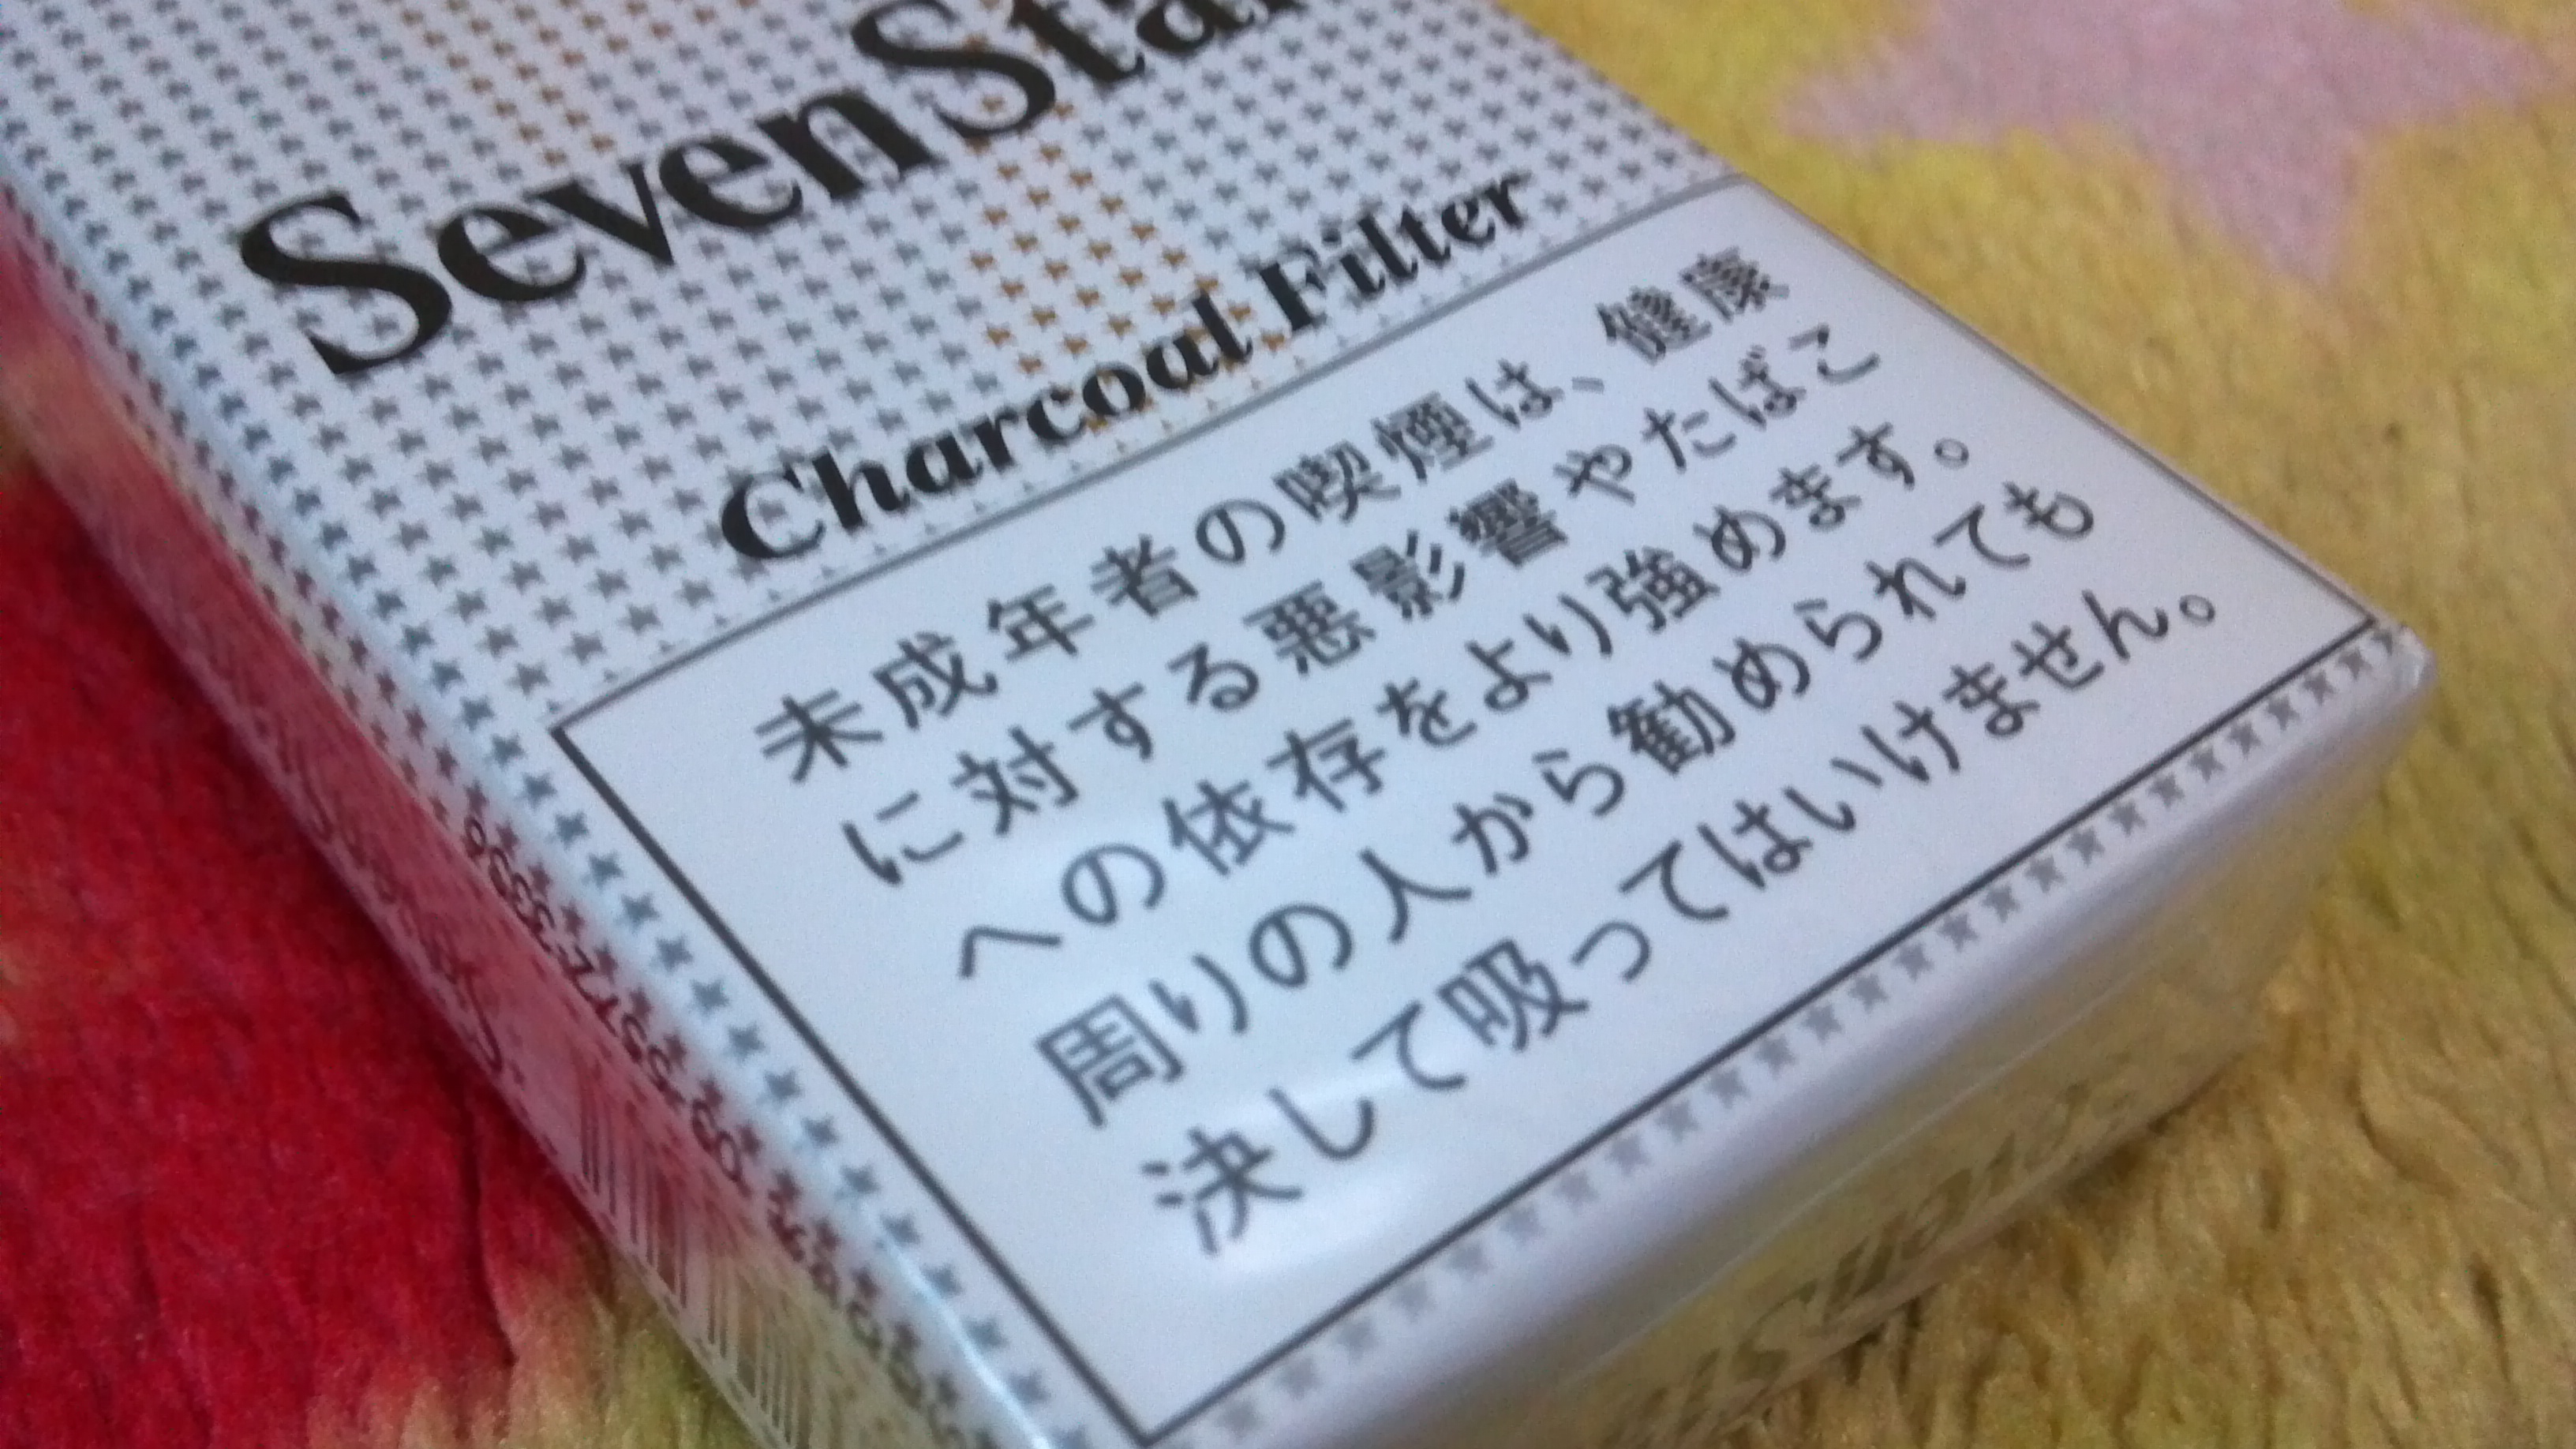 Seven Star
Charcoal Filter
未成年者の喫煙は、健康
に対する悪影響やたばこ
への依存をより強めます。
周りの人から勧められても
決して吸ってはいけません。